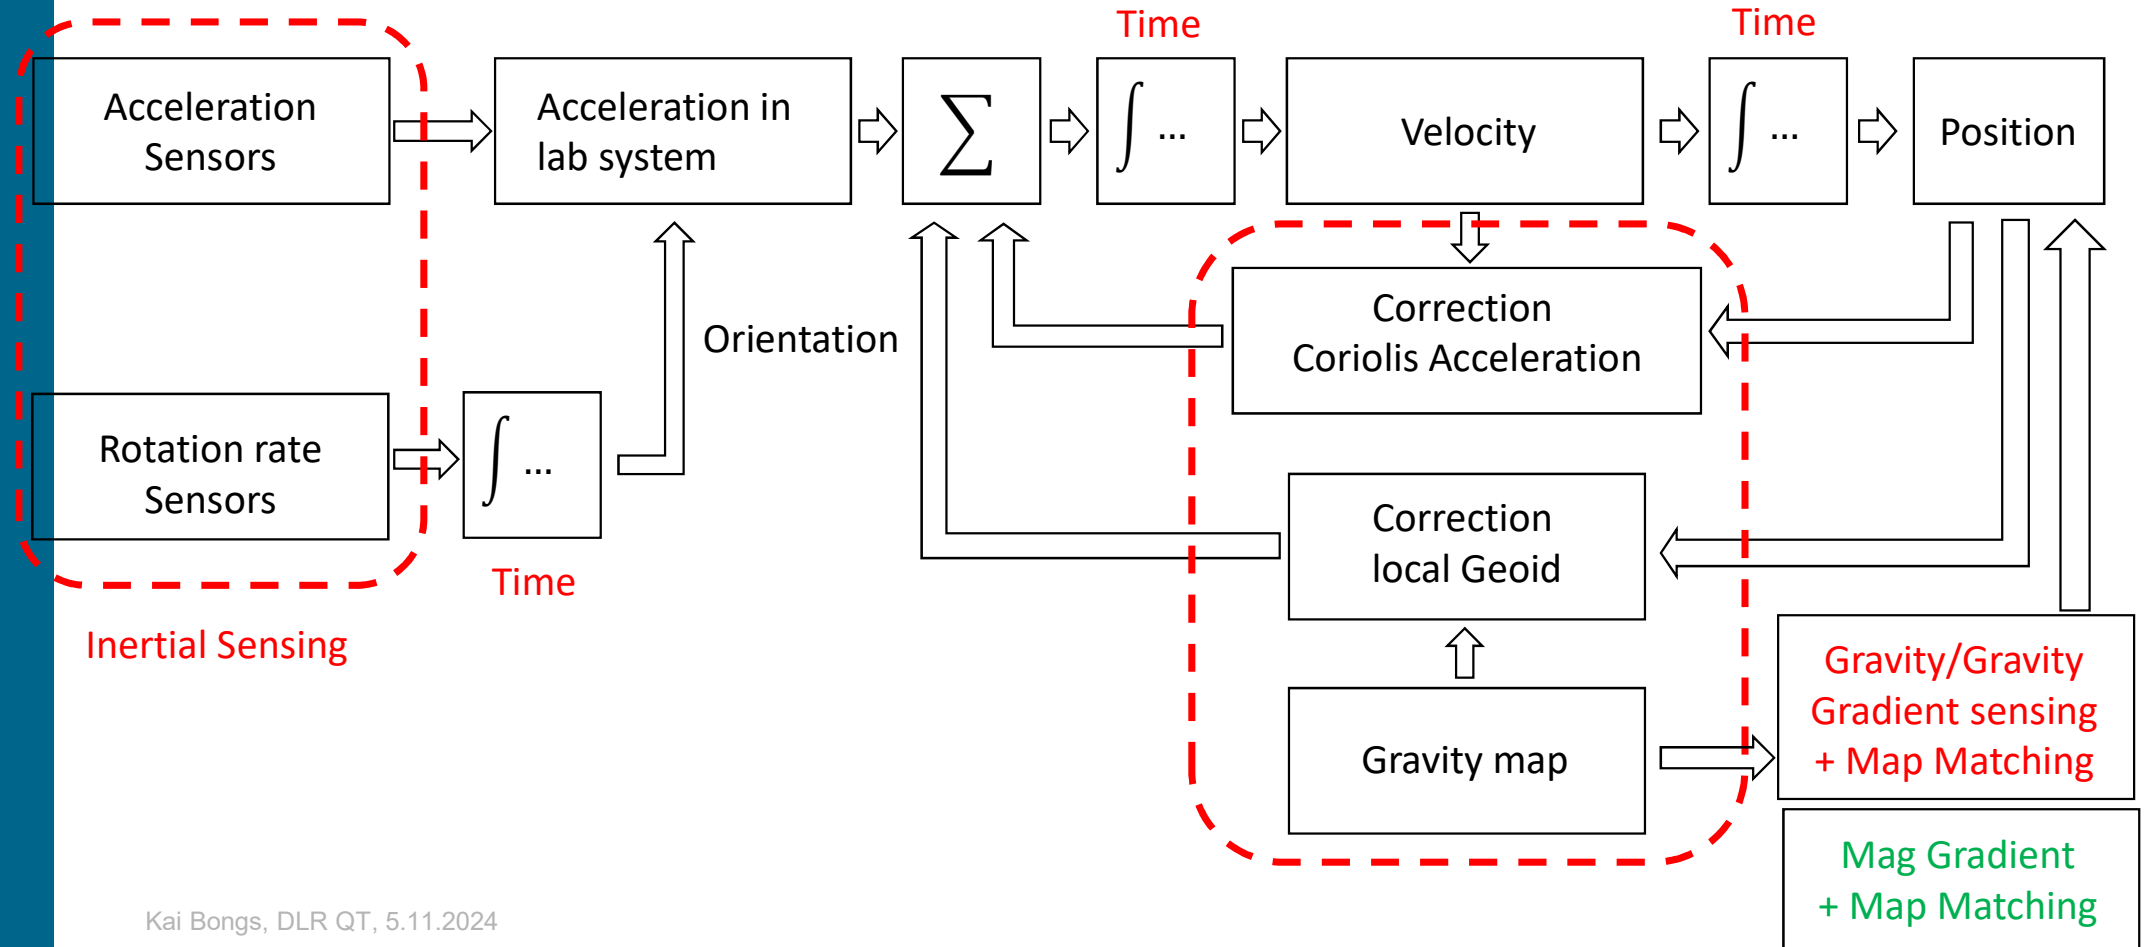 Time
Time
Acceleration
Sensors
Acceleration in
lab system
∑
∫ ...
Velocity
∫ ...
Position
Orientation
Correction
Coriolis Acceleration
Rotation rate
Sensors
∫ ...
Time
Correction
local Geoid
Inertial Sensing
Gravity map
Gravity/Gravity
Gradient sensing
+ Map Matching
Mag Gradient
+ Map Matching
Kai Bongs, DLR QT, 5.11.2024